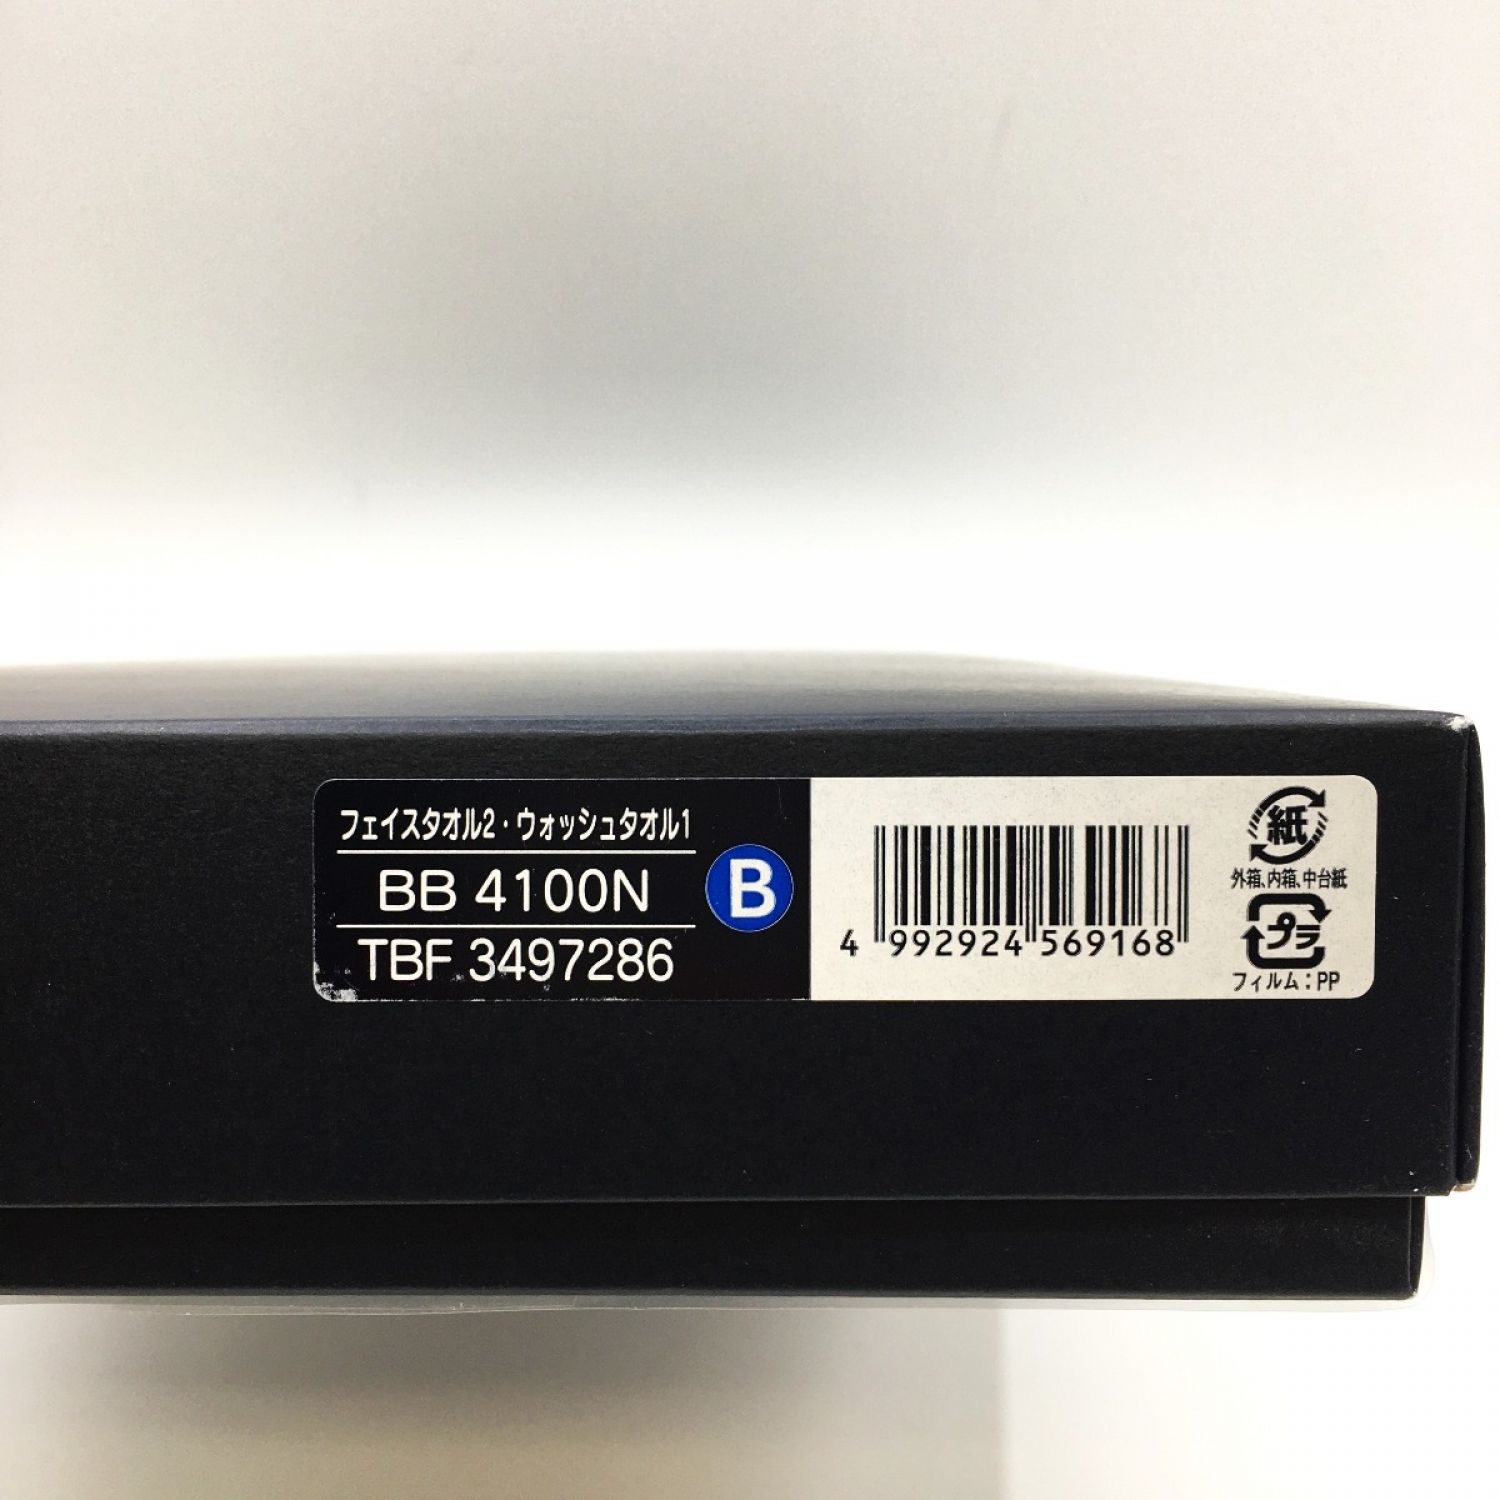 フェイスタオル2・ウォッシュタオル1
BB 4100N
TBF 3497286
B
4 992924 569168
紙
外箱、内箱、中台紙
プラ
フィルム：PP